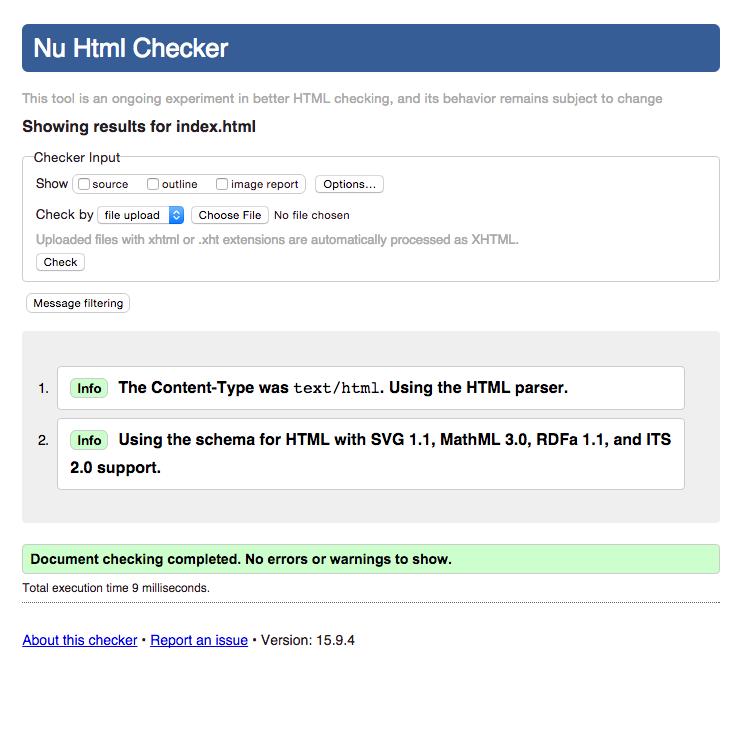 Nu Html Checker
This tool is an ongoing experiment in better HTML checking, and its behavior remains subject to change
Showing results for index.html
Checker Input
Show source outline image report Options...
Check by file upload Choose File No file chosen
Uploaded files with xhtml or .xht extensions are automatically processed as XHTML.
Check
Message filtering
1. Info The Content-Type was text/html. Using the HTML parser.
2. Info Using the schema for HTML with SVG 1.1, MathML 3.0, RDFa 1.1, and ITS
2.0 support.
Document checking completed. No errors or warnings to show.
Total execution time 9 milliseconds.
About this checker • Report an issue • Version: 15.9.4